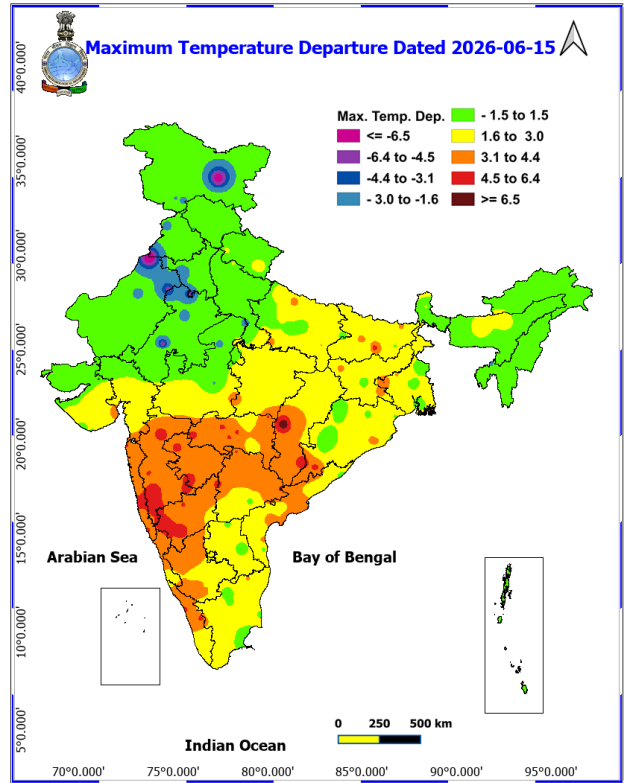 Maximum Temperature Departure Dated 2026-06-15
Max. Temp. Dep.
<= -6.5
-6.4 to -4.5
-4.4 to -3.1
- 3.0 to -1.6
- 1.5 to 1.5
1.6 to 3.0
3.1 to 4.4
4.5 to 6.4
>= 6.5
40°0.000'
35°0.000'
30°0.000'
25°0.000'
20°0.000'
15°0.000'
10°0.000'
5°0.000'
Arabian Sea
Bay of Bengal
Indian Ocean
0 250 500 km
70°0.000' 75°0.000' 80°0.000' 85°0.000' 90°0.000' 95°0.000'